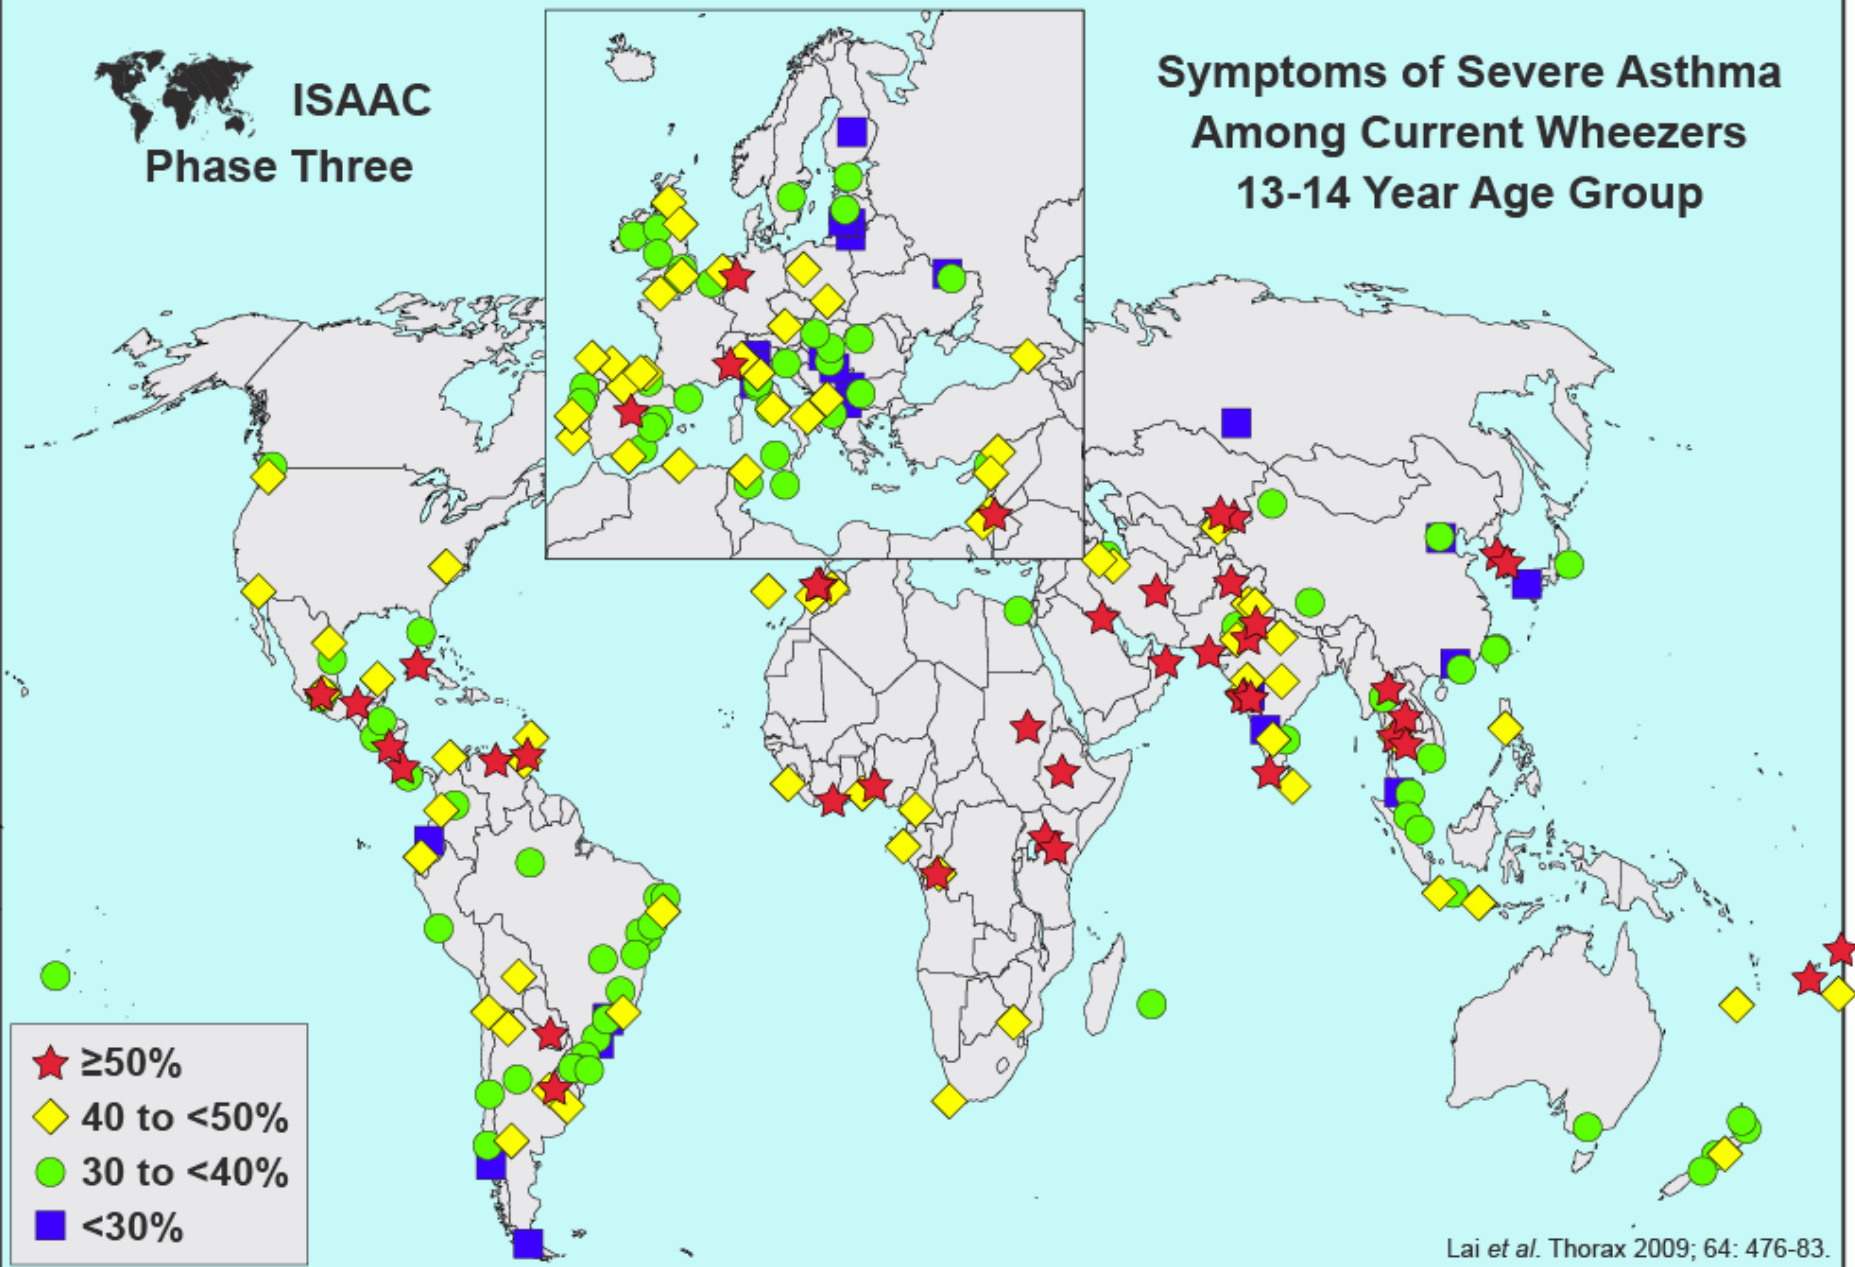 ISAAC
Phase Three
Symptoms of Severe Asthma
Among Current Wheezers
13-14 Year Age Group
≥50%
40 to <50%
30 to <40%
<30%
Lai et al. Thorax 2009; 64: 476-83.